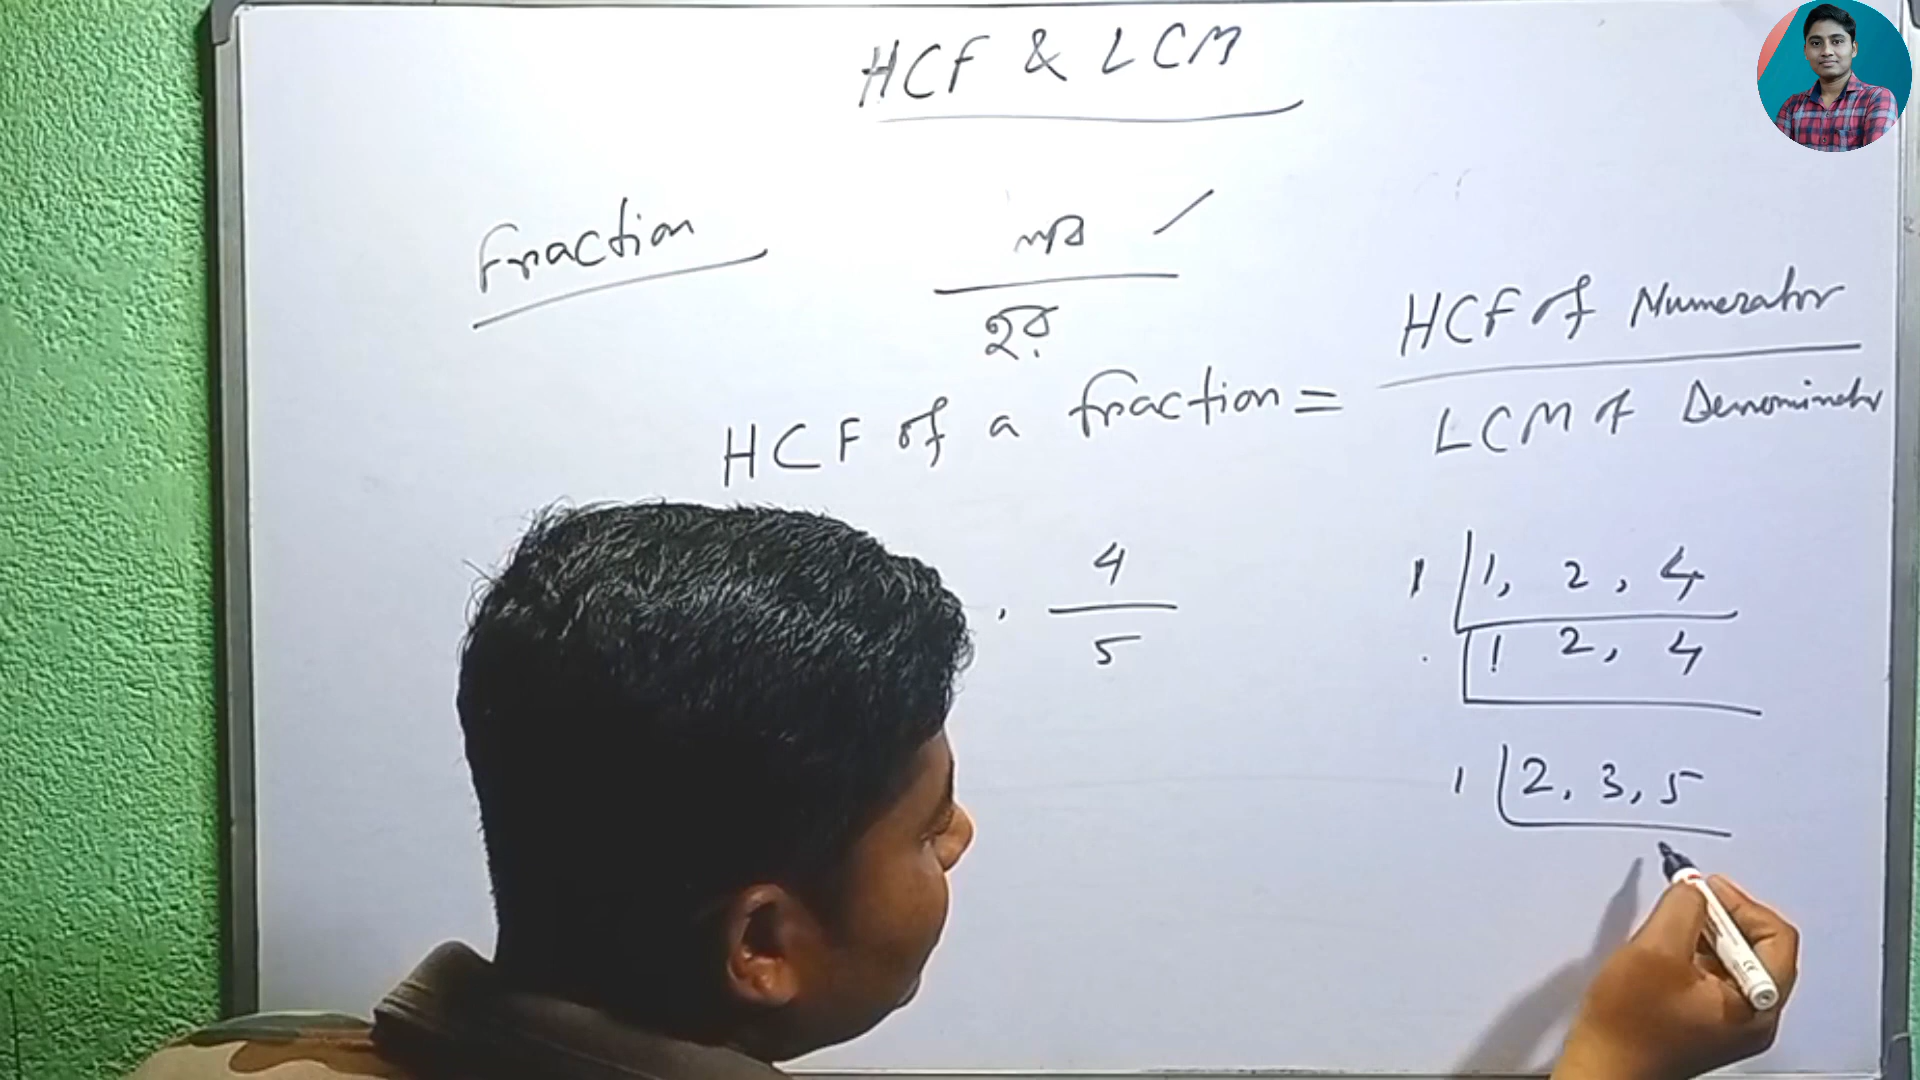 HCF & LCM
Fraction
লব
হর
HCF of a fraction =
HCF of Numerator
LCM of Denominator
4
5
1 1, 2, 4
1 2, 4
1 2, 3, 5